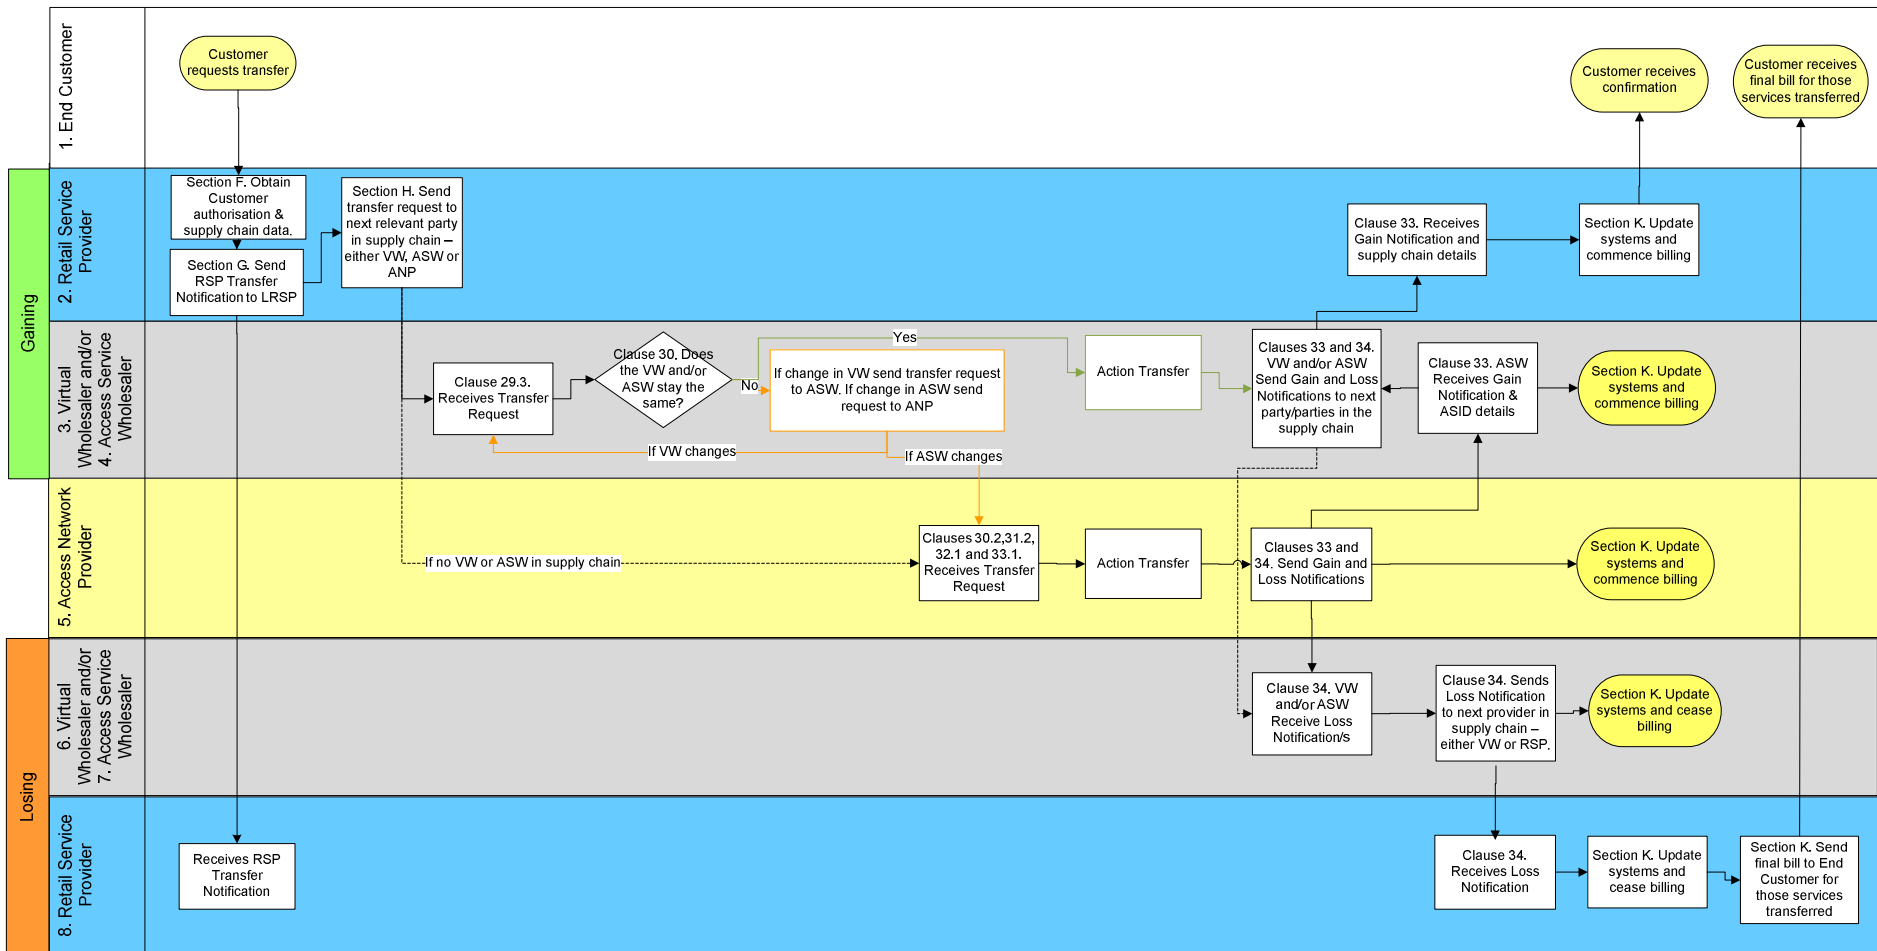 1. End Customer
Customer
requests transfer
Customer receives
confirmation
Customer receives
final bill for those
services transferred
Gaining
2. Retail Service
Provider
Section F. Obtain
Customer
authorisation &
supply chain data.
Section G. Send
RSP Transfer
Notification to LRSP
Section H. Send
transfer request to
next relevant party
in supply chain –
either VW, ASW or
ANP
Clause 33. Receives
Gain Notification and
supply chain details
Section K. Update
systems and
commence billing
3. Virtual
Wholesaler and/or
4. Access Service
Wholesaler
Clause 29.3.
Receives Transfer
Request
Clause 30. Does
the VW and/or
ASW stay the
same?
Yes
No
If change in VW send transfer request
to ASW. If change in ASW send
request to ANP
If VW changes
If ASW changes
Action Transfer
Clauses 33 and 34.
VW and/or ASW
Send Gain and Loss
Notifications to next
party/parties in the
supply chain
Clause 33. ASW
Receives Gain
Notification &
ASID details
Section K. Update
systems and
commence billing
5. Access Network
Provider
If no VW or ASW in supply chain
Clauses 30.2,31.2,
32.1 and 33.1.
Receives Transfer
Request
Action Transfer
Clauses 33 and
34. Send Gain and
Loss Notifications
Section K. Update
systems and
commence billing
Losing
6. Virtual
Wholesaler and/or
7. Access Service
Wholesaler
Clause 34. VW
and/or ASW
Receive Loss
Notification/s
Clause 34. Sends
Loss Notification
to next provider in
supply chain –
either VW or RSP.
Section K. Update
systems and cease
billing
8. Retail Service
Provider
Receives RSP
Transfer
Notification
Clause 34.
Receives Loss
Notification
Section K. Update
systems and
cease billing
Section K. Send
final bill to End
Customer for
those services
transferred